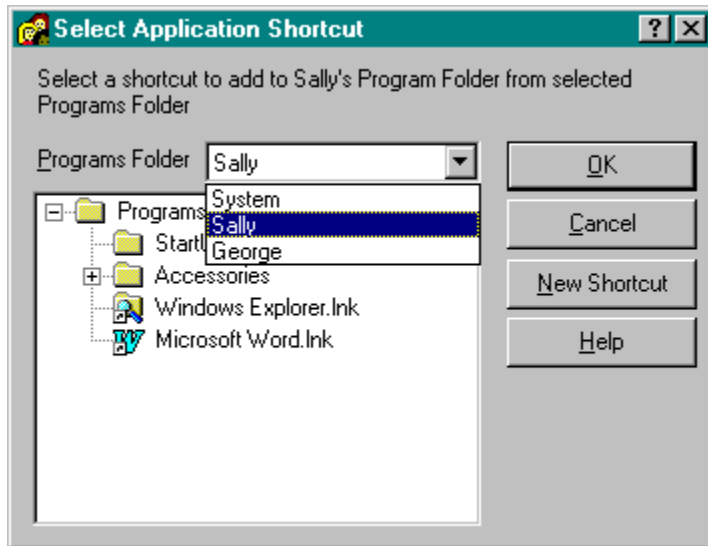 Select Application Shortcut
Select a shortcut to add to Sally's Program Folder from selected
Programs Folder
Programs Folder
Sally
OK
System
Sally
George
Cancel
Programs
Accessories
New Shortcut
Windows Explorer.lnk
Microsoft Word.lnk
Help